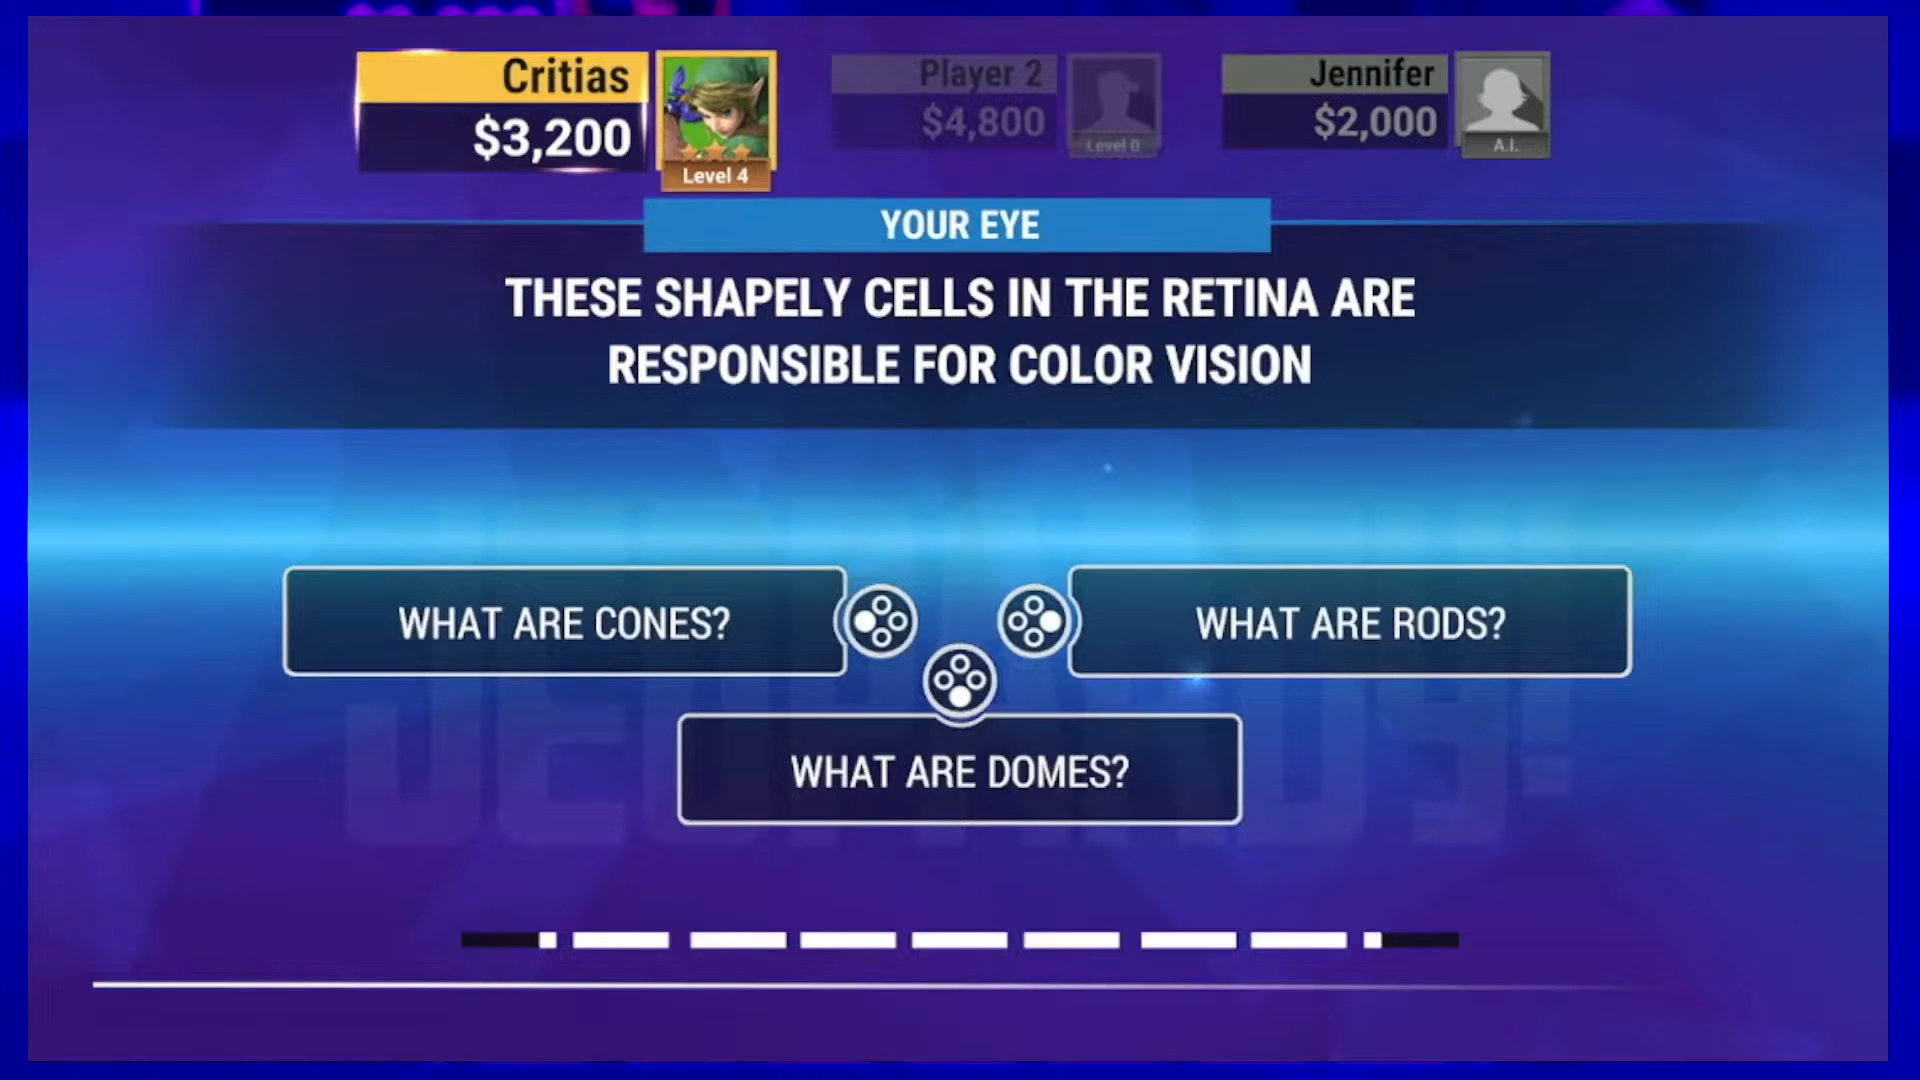 Critias
$3,200
Level 4
Player 2
$4,800
Level 0
Jennifer
$2,000
A.I.
YOUR EYE
THESE SHAPELY CELLS IN THE RETINA ARE
RESPONSIBLE FOR COLOR VISION
WHAT ARE CONES?
WHAT ARE RODS?
WHAT ARE DOMES?
JEOPARDY!